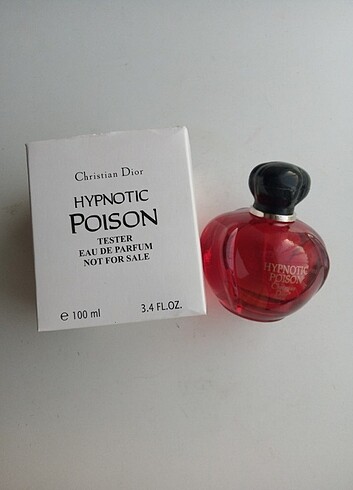 Christian Dior
HYPNOTIC
POISON
TESTER
EAU DE PARFUM
NOT FOR SALE
℮ 100 ml 3.4 FL.OZ.
HYPNOTIC
POISON